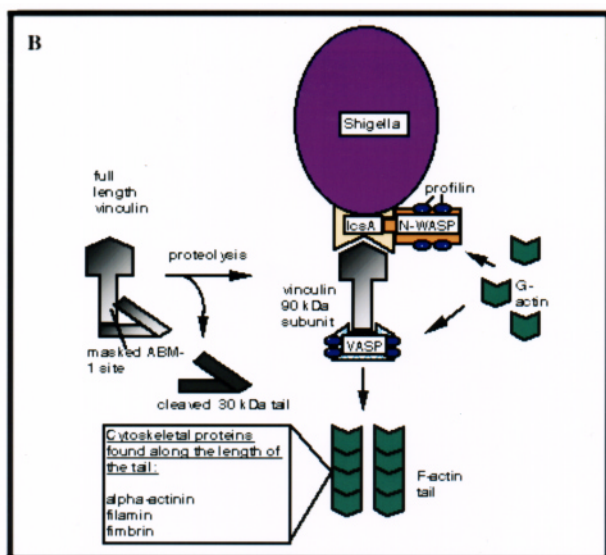 B
Shigella
full
length
vinculin
profilin
IcsA
N-WASP
proteolysis
vinculin
90 kDa
subunit
G-
actin
masked ABM-
1 site
VASP
cleaved 30 kDa tail
Cytoskeletal proteins
found along the length of
the tail:
alpha-actinin
filamin
fimbrin
F-actin
tail